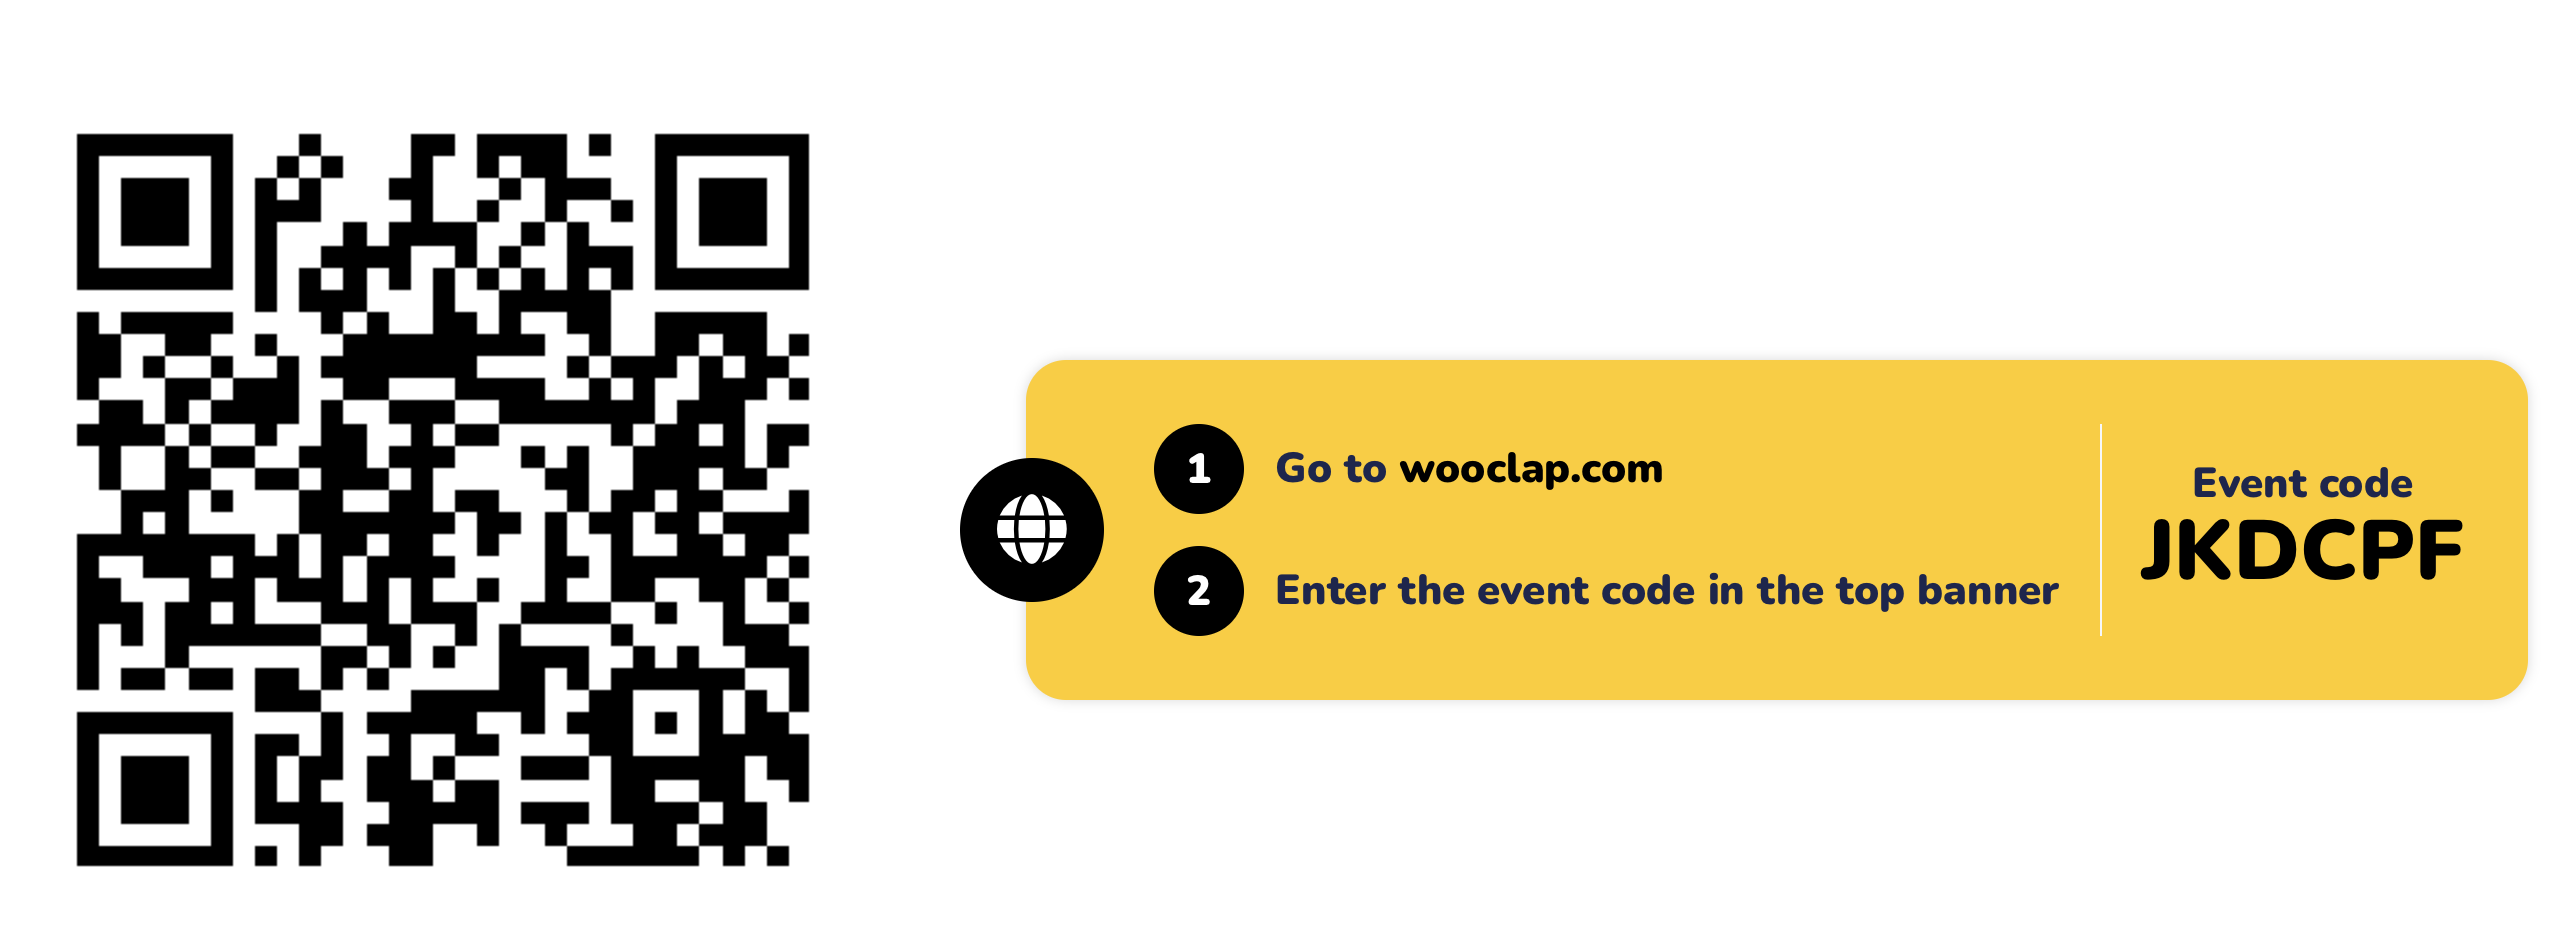 1 Go to wooclap.com
2 Enter the event code in the top banner
Event code
JKDCPF